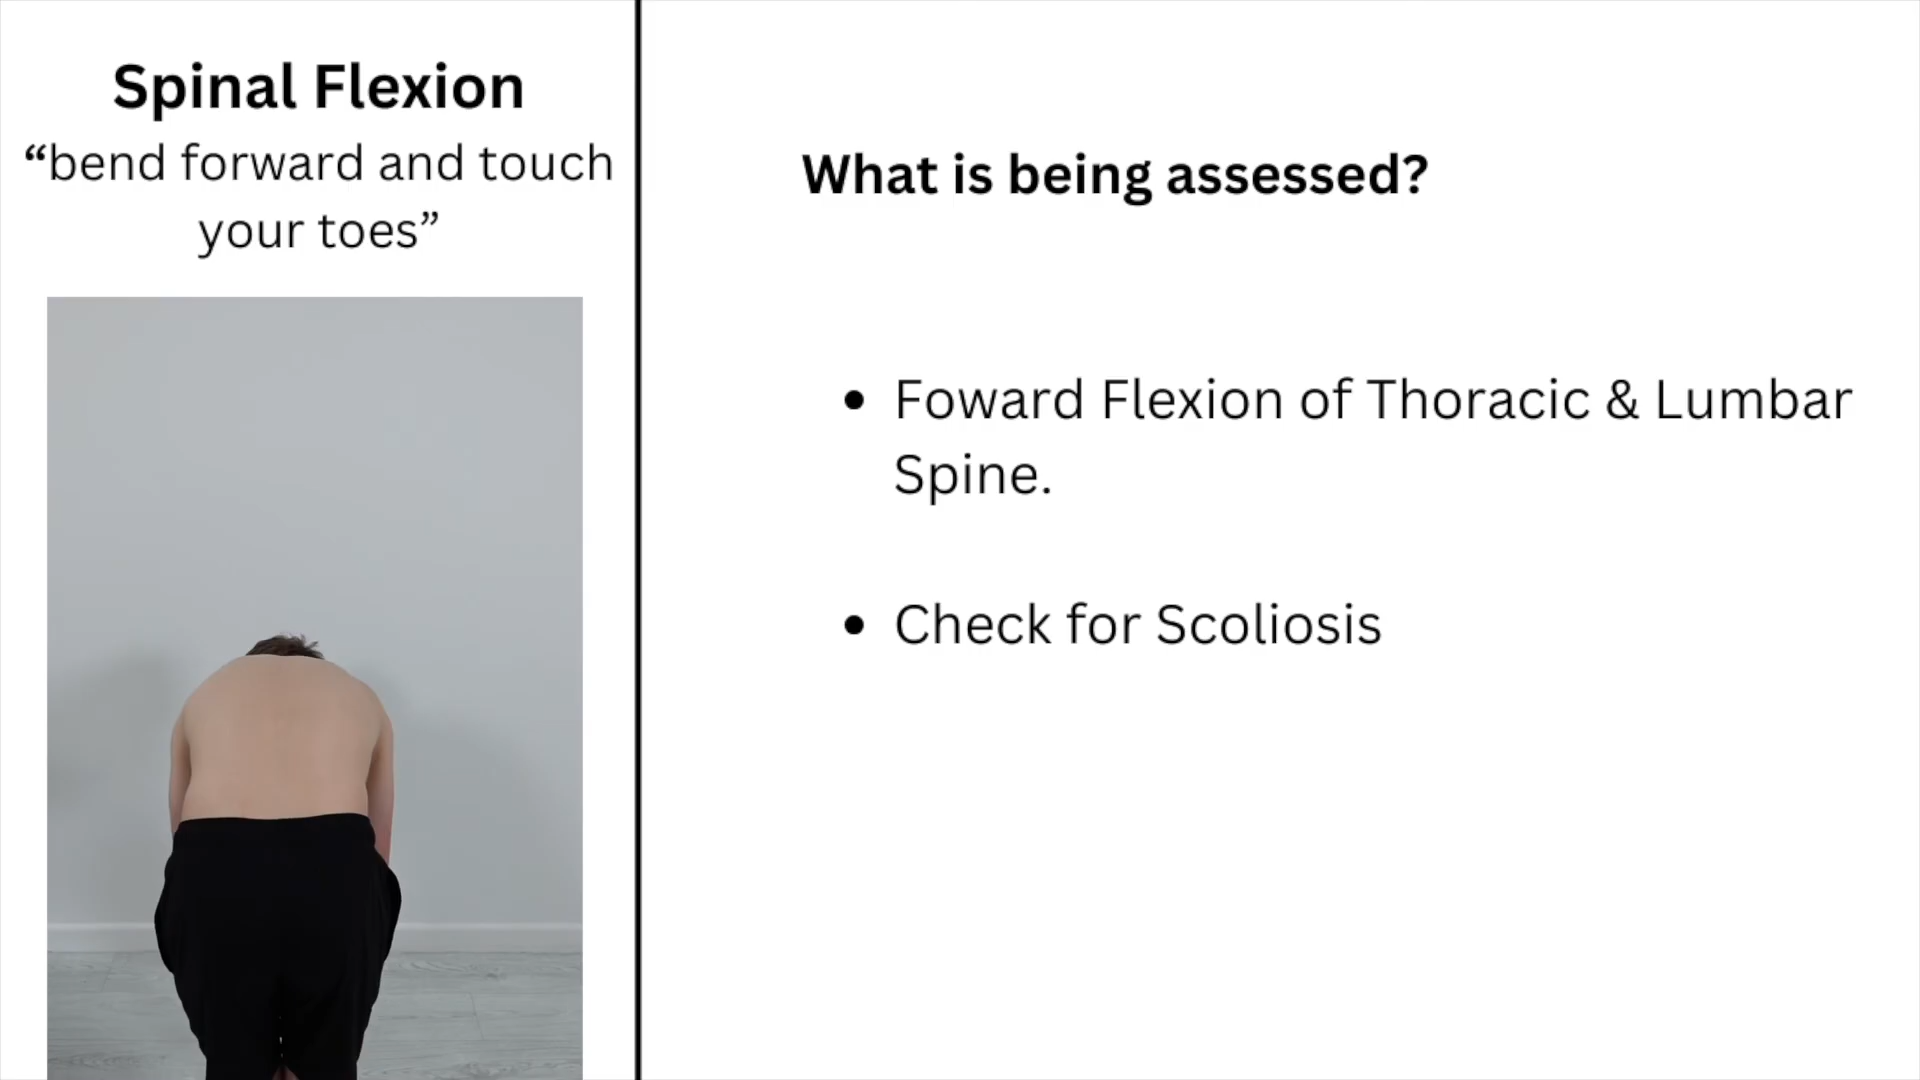 Spinal Flexion
“bend forward and touch
your toes”
What is being assessed?
• Foward Flexion of Thoracic & Lumbar
Spine.
• Check for Scoliosis